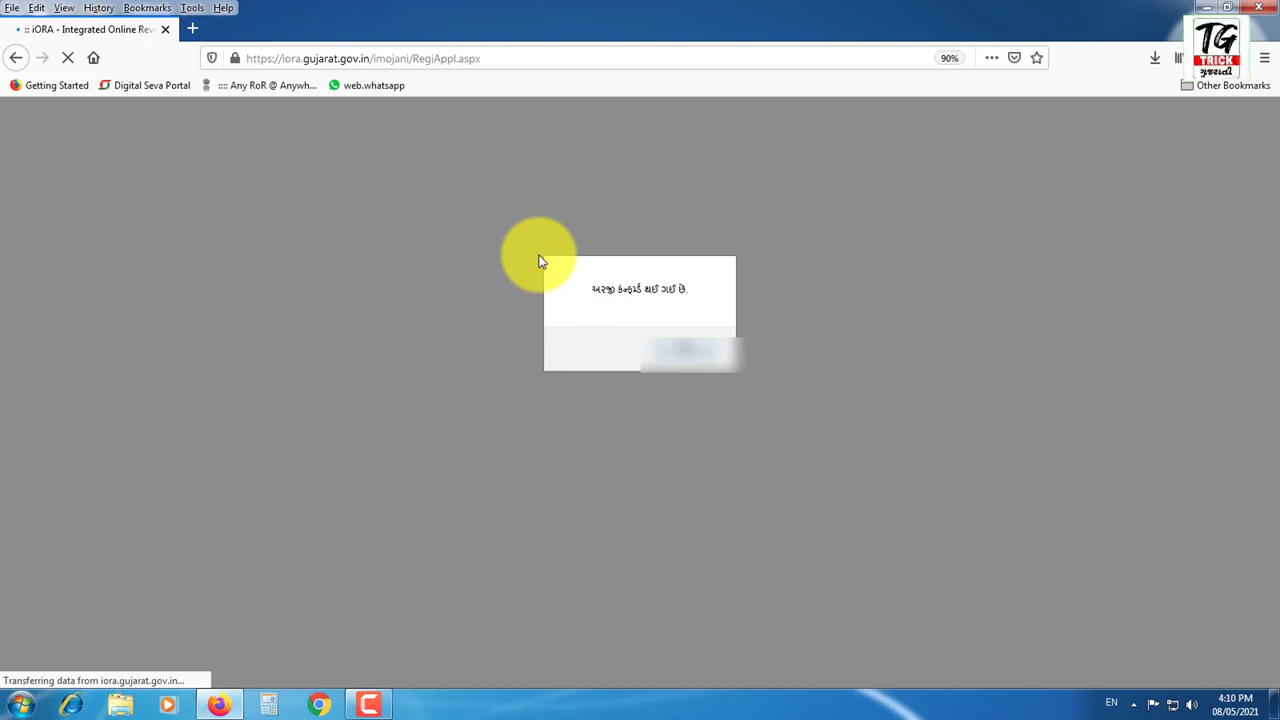 File Edit View History Bookmarks Tools Help
:: iORA - Integrated Online Reve
https://iora.gujarat.gov.in/imojani/RegiAppl.aspx
90%
TG
TRICK
ગુજરાતી
Getting Started Digital Seva Portal :::: Any RoR @ Anywh... web.whatsapp Other Bookmarks
અરજી કન્ફર્મ્ડ થઈ ગઈ છે.
Transferring data from iora.gujarat.gov.in...
EN
4:10 PM
08/05/2021